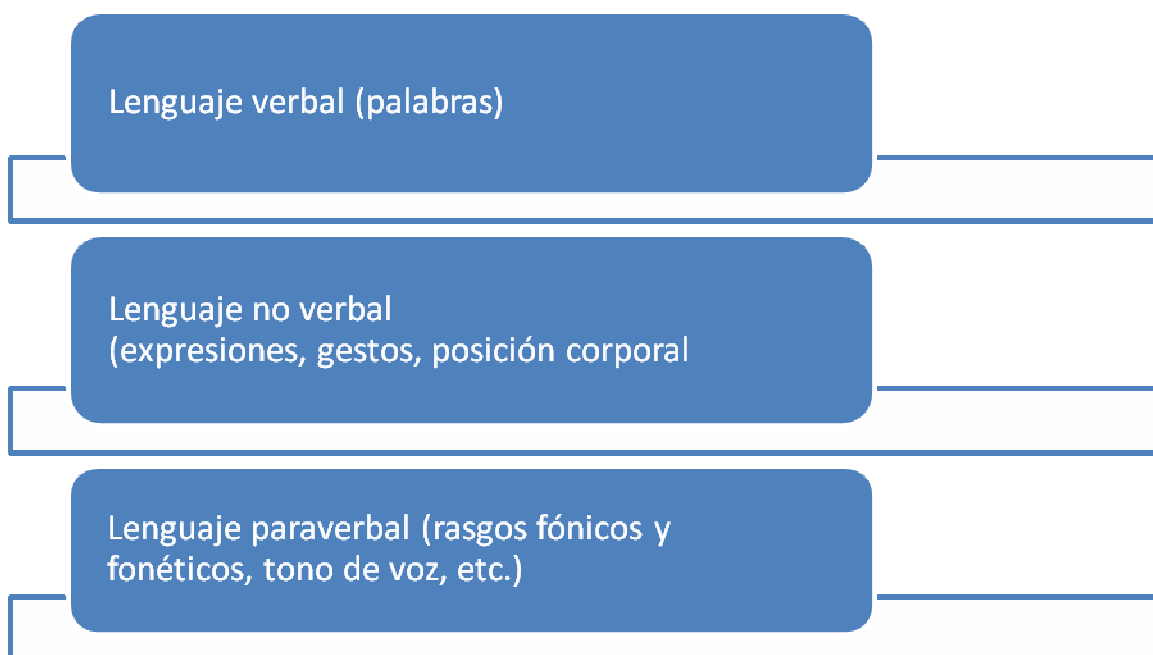 Lenguaje verbal (palabras)
Lenguaje no verbal
(expresiones, gestos, posición corporal
Lenguaje paraverbal (rasgos fónicos y
fonéticos, tono de voz, etc.)